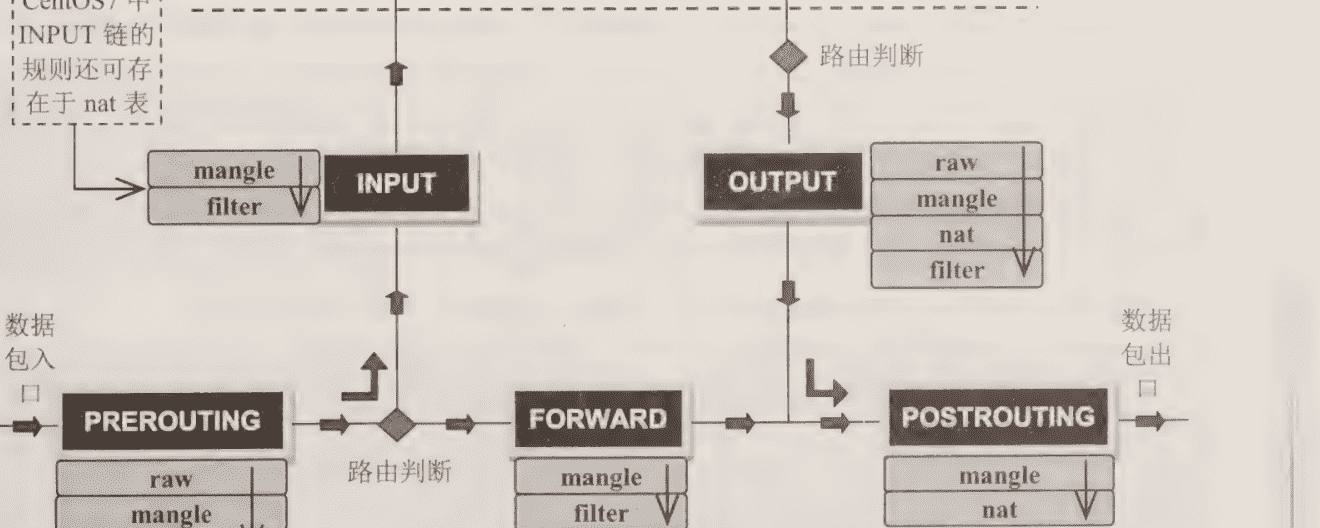 CentOS7 中
INPUT 链的
规则还可存
在于 nat 表
路由判断
mangle
filter
INPUT
OUTPUT
raw
mangle
nat
filter
数据
包入
口
数据
包出
口
PREROUTING
FORWARD
POSTROUTING
路由判断
raw
mangle
mangle
filter
mangle
nat